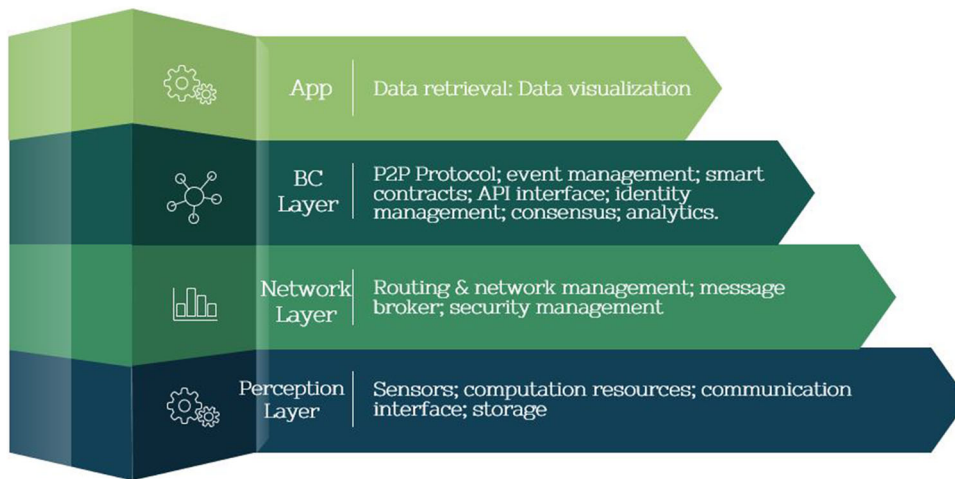 App
Data retrieval: Data visualization
BC
Layer
P2P Protocol; event management; smart
contracts; API interface; identity
management; consensus; analytics.
Network
Layer
Routing & network management; message
broker; security management
Perception
Layer
Sensors; computation resources; communication
interface; storage